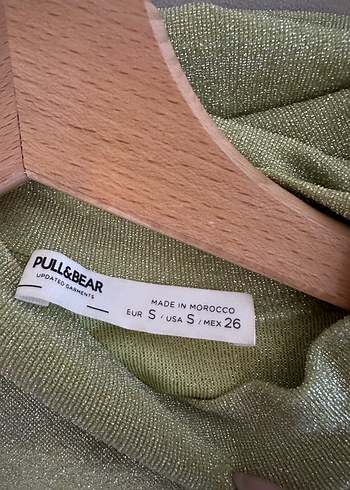 PULL&BEAR
UPDATED GARMENTS
MADE IN MOROCCO
EUR S / USA S / MEX 26